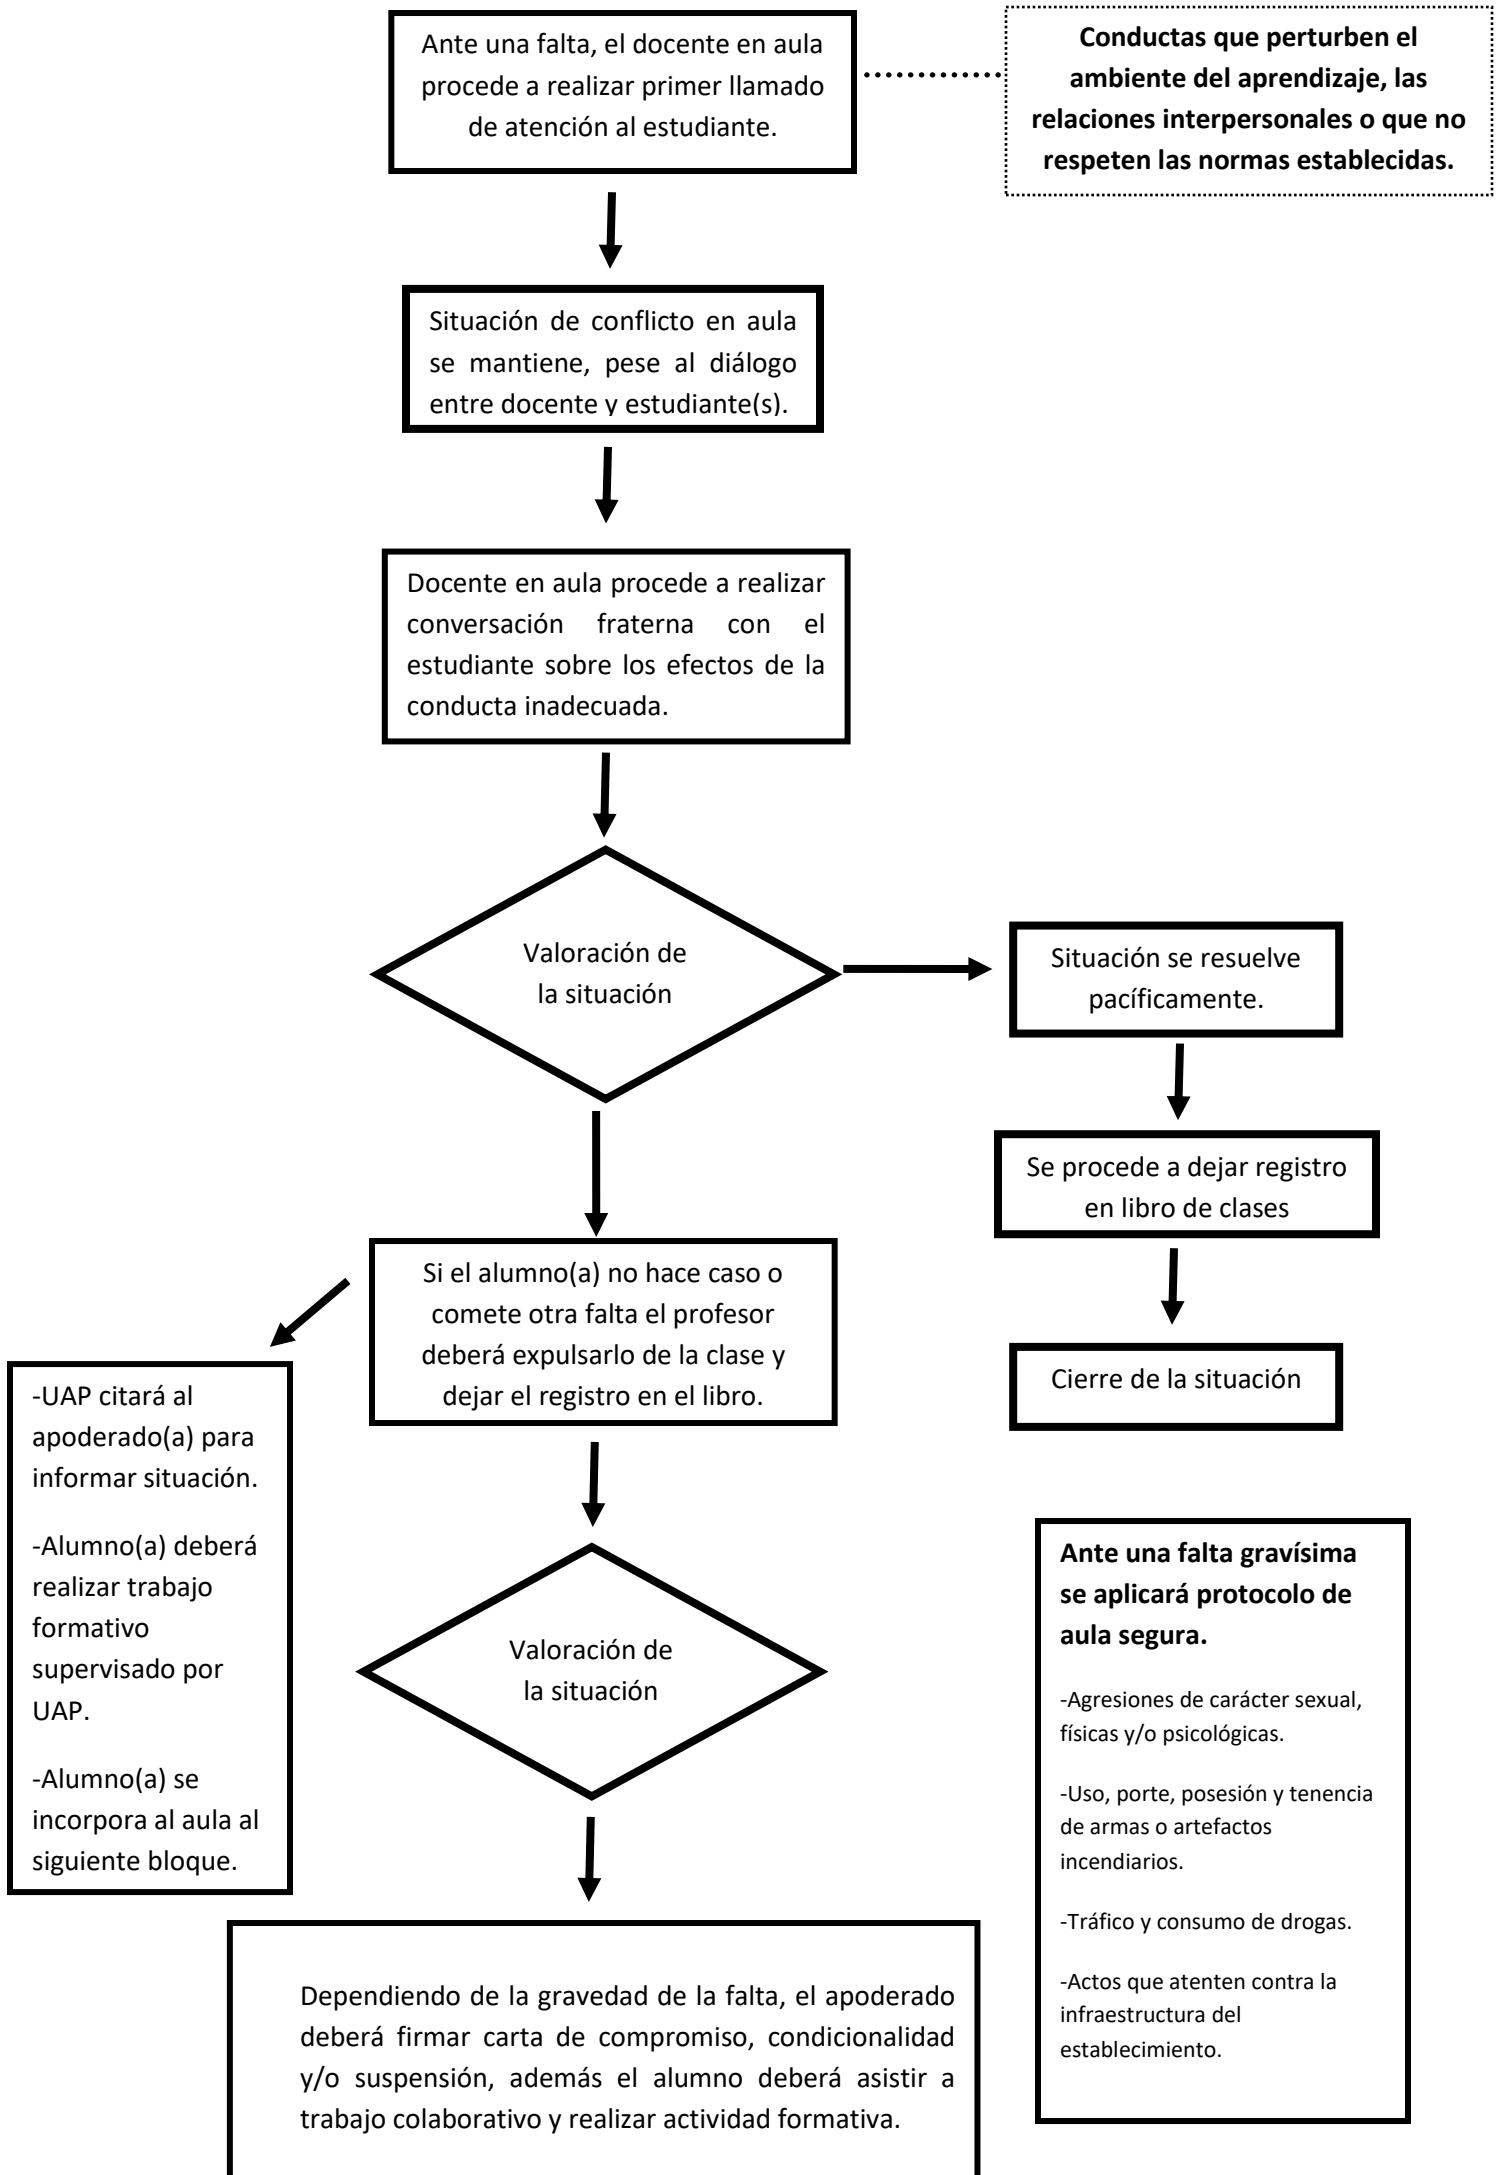 Ante una falta, el docente en aula
procede a realizar primer llamado
de atención al estudiante.
Conductas que perturben el
ambiente del aprendizaje, las
relaciones interpersonales o que no
respeten las normas establecidas.
Situación de conflicto en aula
se mantiene, pese al diálogo
entre docente y estudiante(s).
Docente en aula procede a realizar
conversación fraterna con el
estudiante sobre los efectos de la
conducta inadecuada.
Valoración de
la situación
Situación se resuelve
pacíficamente.
Se procede a dejar registro
en libro de clases
Cierre de la situación
Si el alumno(a) no hace caso o
comete otra falta el profesor
deberá expulsarlo de la clase y
dejar el registro en el libro.
-UAP citará al
apoderado(a) para
informar situación.
-Alumno(a) deberá
realizar trabajo
formativo
supervisado por
UAP.
-Alumno(a) se
incorpora al aula al
siguiente bloque.
Valoración de
la situación
Ante una falta gravísima
se aplicará protocolo de
aula segura.
-Agresiones de carácter sexual,
físicas y/o psicológicas.
-Uso, porte, posesión y tenencia
de armas o artefactos
incendiarios.
-Tráfico y consumo de drogas.
-Actos que atenten contra la
infraestructura del
establecimiento.
Dependiendo de la gravedad de la falta, el apoderado
deberá firmar carta de compromiso, condicionalidad
y/o suspensión, además el alumno deberá asistir a
trabajo colaborativo y realizar actividad formativa.